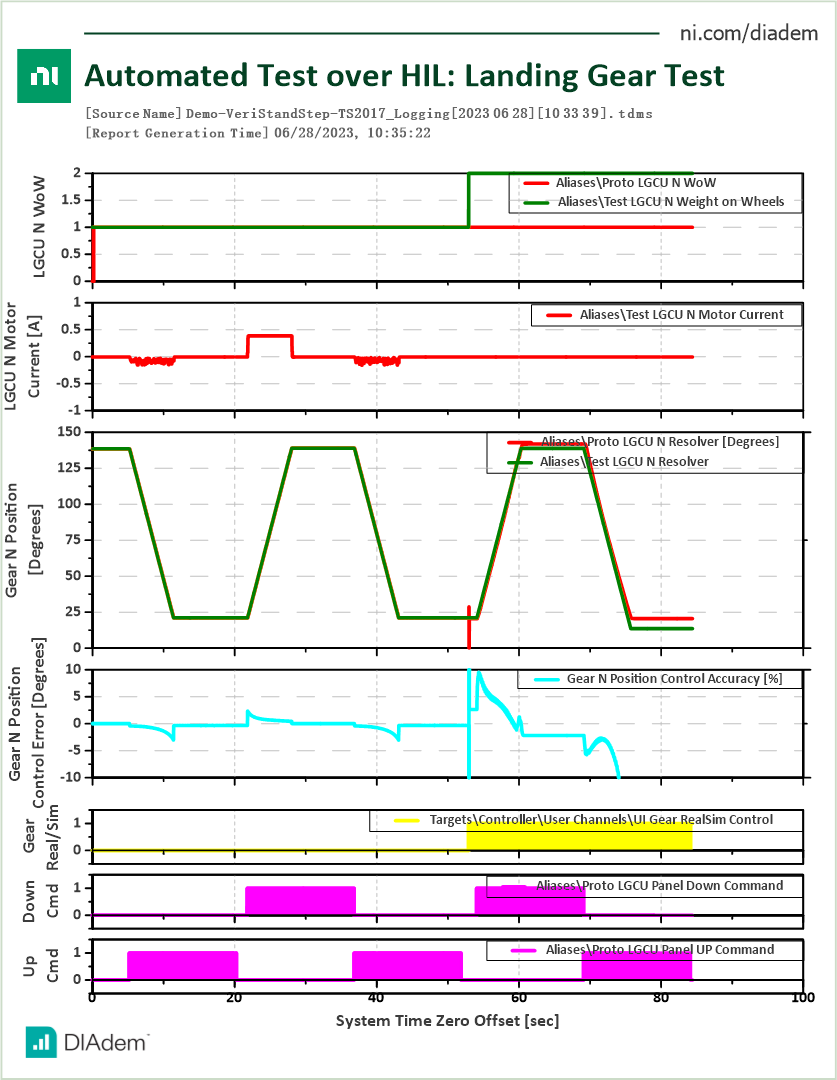 ni.com/diadem
ni
Automated Test over HIL: Landing Gear Test
[Source Name] Demo-VeriStandStep-TS2017_Logging[2023 06 28][10 33 39]. tdms
[Report Generation Time] 06/28/2023, 10:35:22
LGCU N WoW
2
1.5
1
0.5
0
Aliases\Proto LGCU N WoW
Aliases\Test LGCU N Weight on Wheels
LGCU N Motor
Current [A]
1
0.5
0
-0.5
-1
Aliases\Test LGCU N Motor Current
Gear N Position
[Degrees]
150
125
100
75
50
25
0
Aliases\Proto LGCU N Resolver [Degrees]
Aliases\Test LGCU N Resolver
Gear N Position
Control Error [Degrees]
10
5
0
-5
-10
Gear N Position Control Accuracy [%]
Gear
Real/Sim
1
0
Targets\Controller\User Channels\UI Gear RealSim Control
Down
Cmd
1
0
Aliases\Proto LGCU Panel Down Command
Up
Cmd
1
0
Aliases\Proto LGCU Panel UP Command
0 20 40 60 80 100
System Time Zero Offset [sec]
DIAdem™